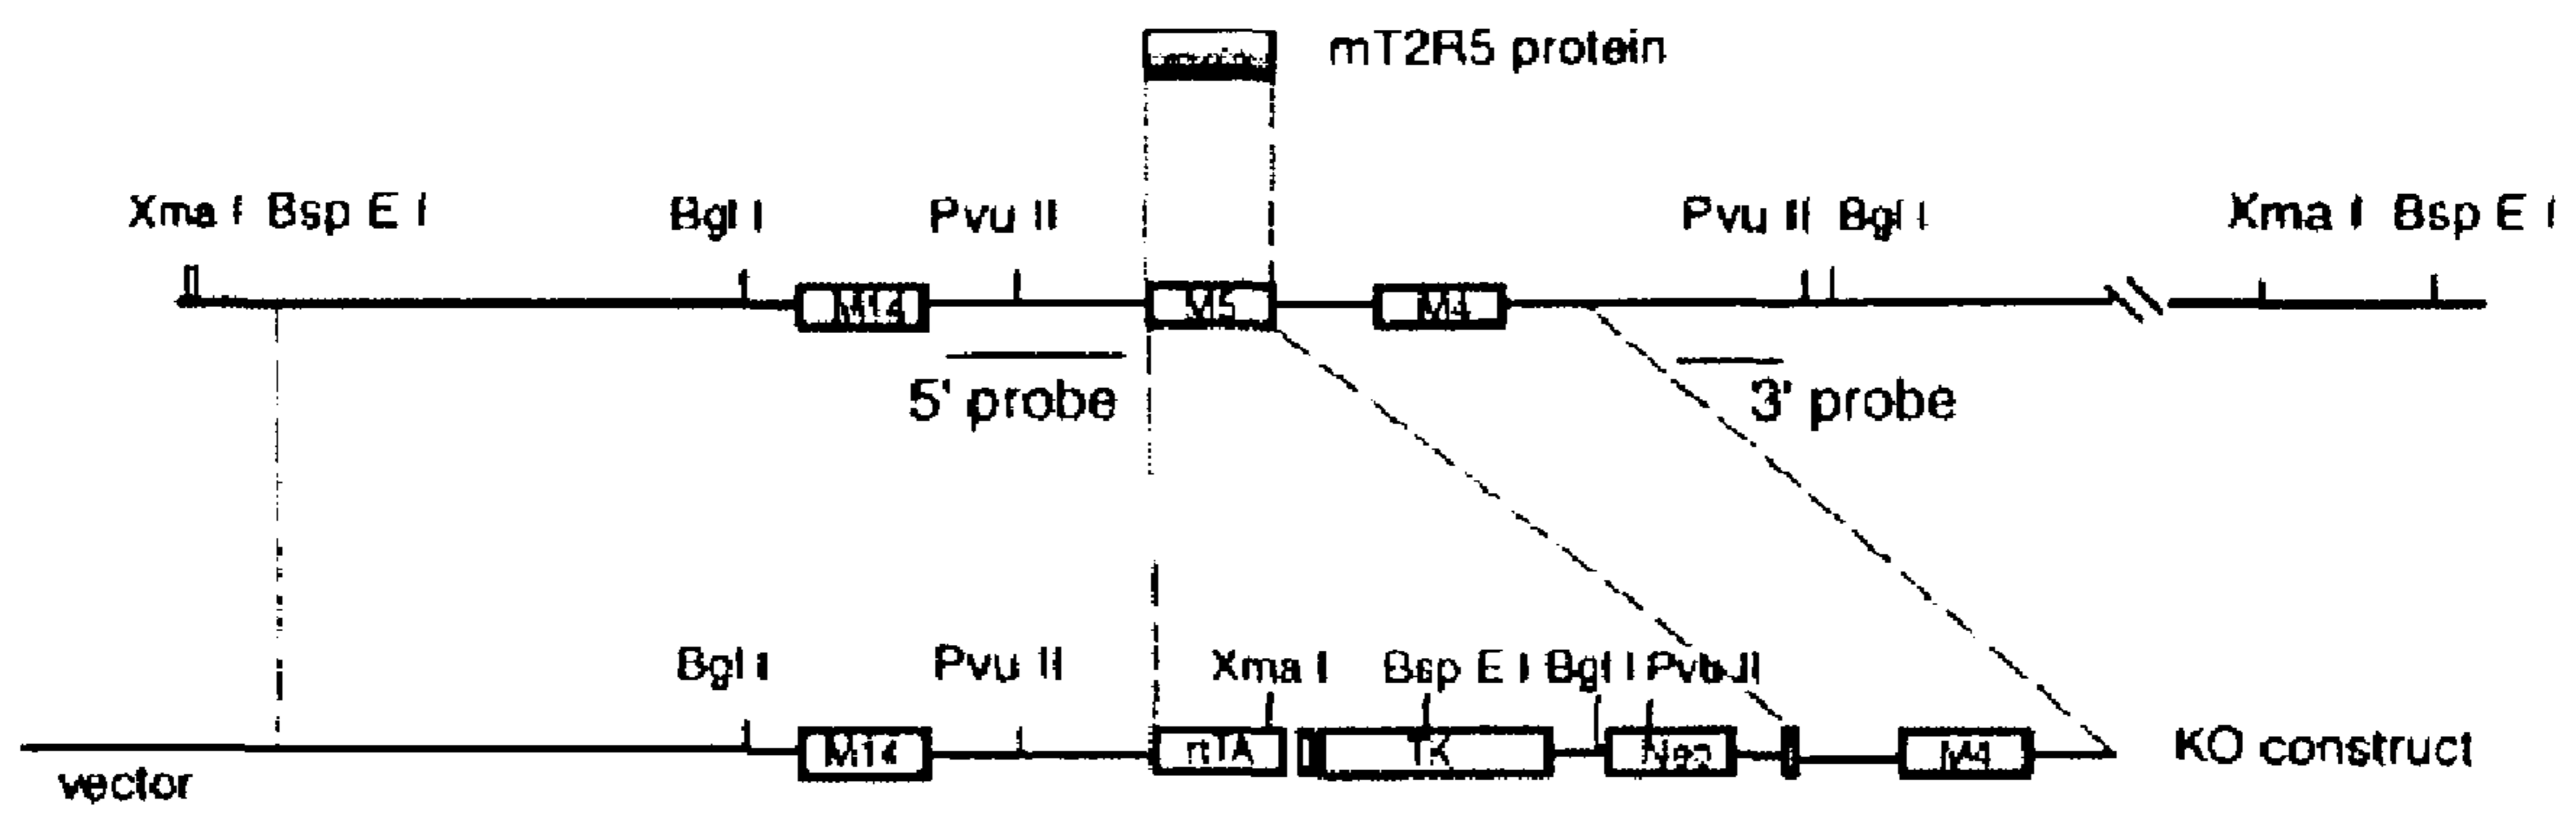 mT2R5 protein
Xma I Bsp E I Bgl I Pvu II Pvu II Bgl I Xma I Bsp E I
M14 M5 M4
5' probe 3' probe
Bgl I Pvu II Xma I Bsp E I Bgl I Pvu II
M14 rtTA TK Neo M4 KO construct
vector